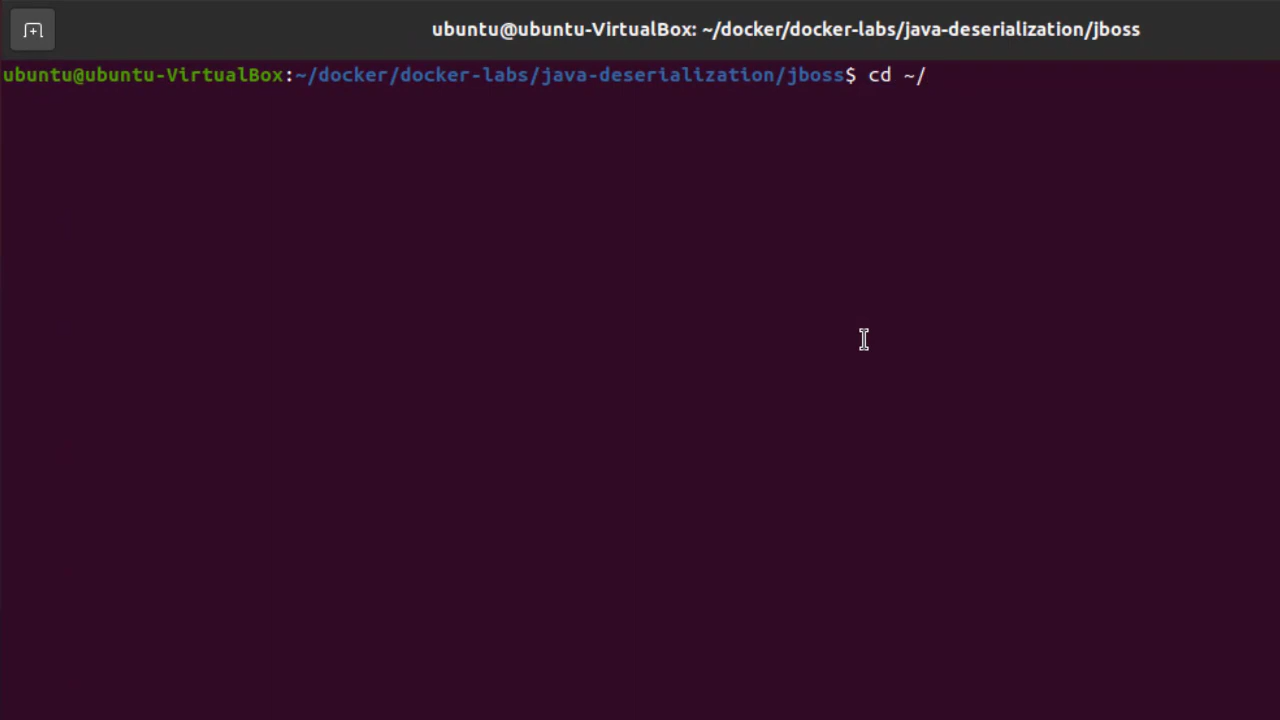 ubuntu@ubuntu-VirtualBox: ~/docker/docker-labs/java-deserialization/jboss
ubuntu@ubuntu-VirtualBox:~/docker/docker-labs/java-deserialization/jboss$ cd ~/